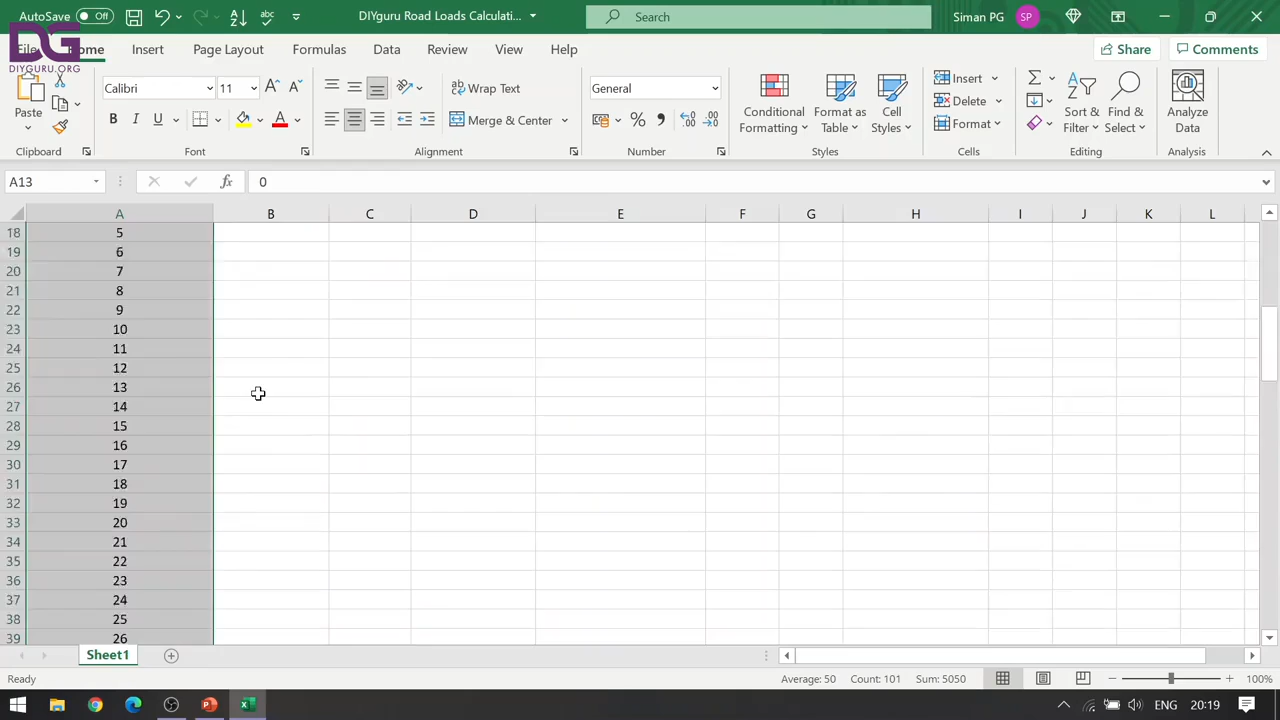 AutoSave Off DIYguru Road Loads Calculati... Search Siman PG SP
DG
DIYGURU.ORG
File Home Insert Page Layout Formulas Data Review View Help Share Comments
Paste
Clipboard
Calibri 11
B I U A
Font
ab Wrap Text
Merge & Center
Alignment
General
% ,
Number
Conditional Formatting
Format as Table
Cell Styles
Styles
Insert
Delete
Format
Cells
Sort & Filter
Find & Select
Editing
Analyze Data
Analysis
A13 fx 0
A B C D E F G H I J K L
18 5
19 6
20 7
21 8
22 9
23 10
24 11
25 12
26 13
27 14
28 15
29 16
30 17
31 18
32 19
33 20
34 21
35 22
36 23
37 24
38 25
39 26
Sheet1
Ready Average: 50 Count: 101 Sum: 5050 100%
ENG 20:19